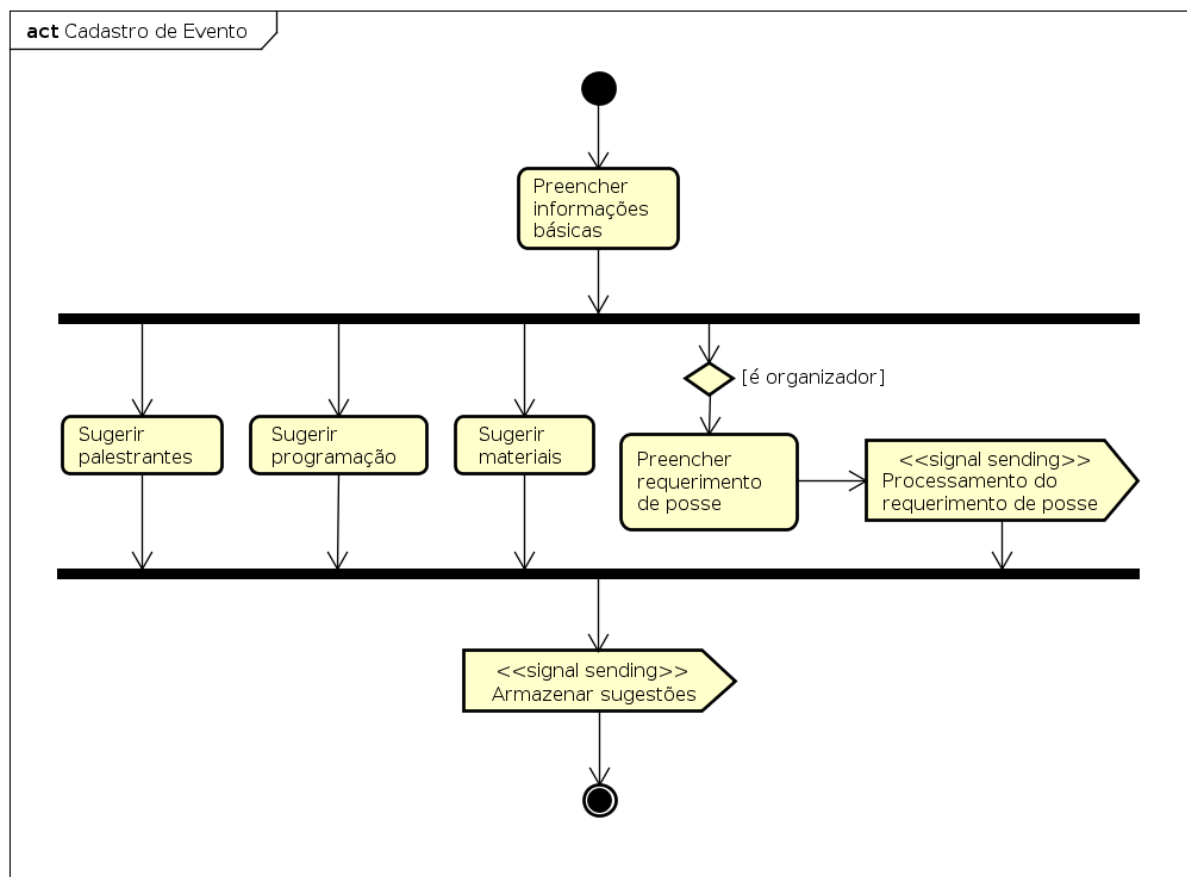 act Cadastro de Evento
Preencher
informações
básicas
[é organizador]
Sugerir
palestrantes
Sugerir
programação
Sugerir
materiais
Preencher
requerimento
de posse
<<signal sending>>
Processamento do
requerimento de posse
<<signal sending>>
Armazenar sugestões